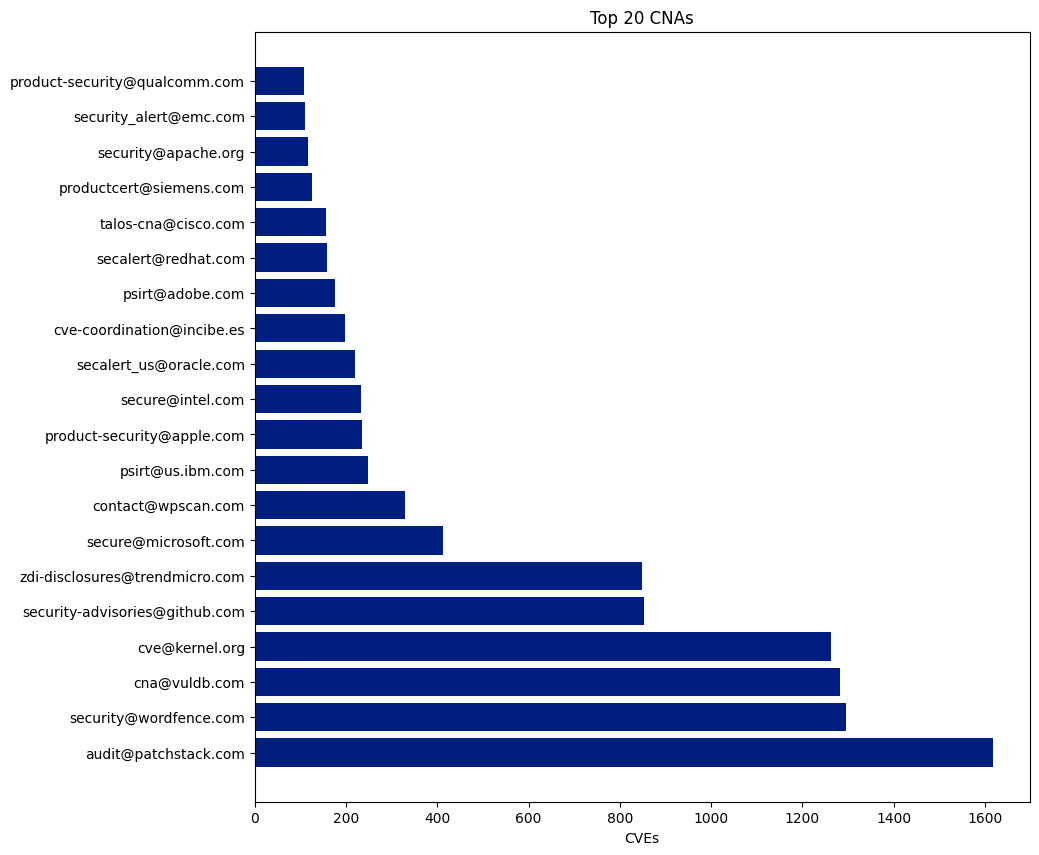 Top 20 CNAs
product-security@qualcomm.com
security_alert@emc.com
security@apache.org
productcert@siemens.com
talos-cna@cisco.com
secalert@redhat.com
psirt@adobe.com
cve-coordination@incibe.es
secalert_us@oracle.com
secure@intel.com
product-security@apple.com
psirt@us.ibm.com
contact@wpscan.com
secure@microsoft.com
zdi-disclosures@trendmicro.com
security-advisories@github.com
cve@kernel.org
cna@vuldb.com
security@wordfence.com
audit@patchstack.com
0 200 400 600 800 1000 1200 1400 1600
CVEs